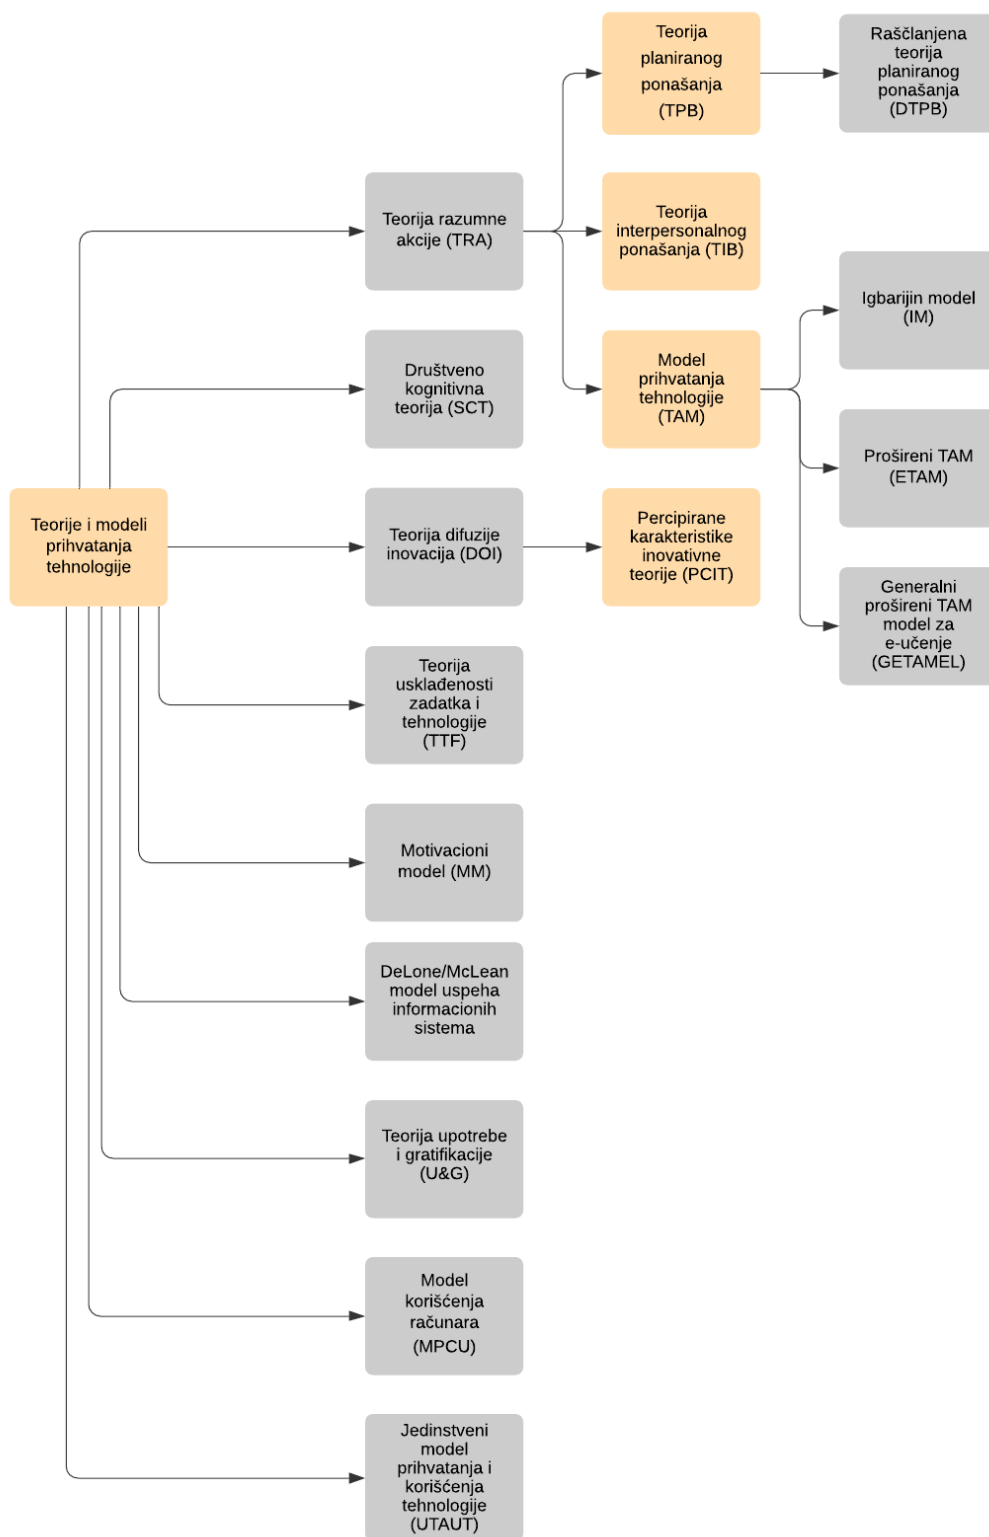 Teorije i modeli
prihvatanja
tehnologije
Teorija razumne
akcije (TRA)
Društveno
kognitivna
teorija (SCT)
Teorija difuzije
inovacija (DOI)
Teorija
usklađenosti
zadatka i
tehnologije
(TTF)
Motivacioni
model (MM)
DeLone/McLean
model uspeha
informacionih
sistema
Teorija upotrebe
i gratifikacije
(U&G)
Model
korišćenja
računara
(MPCU)
Jedinstveni
model
prihvatanja i
korišćenja
tehnologije
(UTAUT)
Teorija
planiranog
ponašanja
(TPB)
Teorija
interpersonalnog
ponašanja (TIB)
Model
prihvatanja
tehnologije
(TAM)
Percipirane
karakteristike
inovativne
teorije (PCIT)
Raščlanjena
teorija
planiranog
ponašanja
(DTPB)
Igbarijin model
(IM)
Prošireni TAM
(ETAM)
Generalni
prošireni TAM
model za
e-učenje
(GETAMEL)